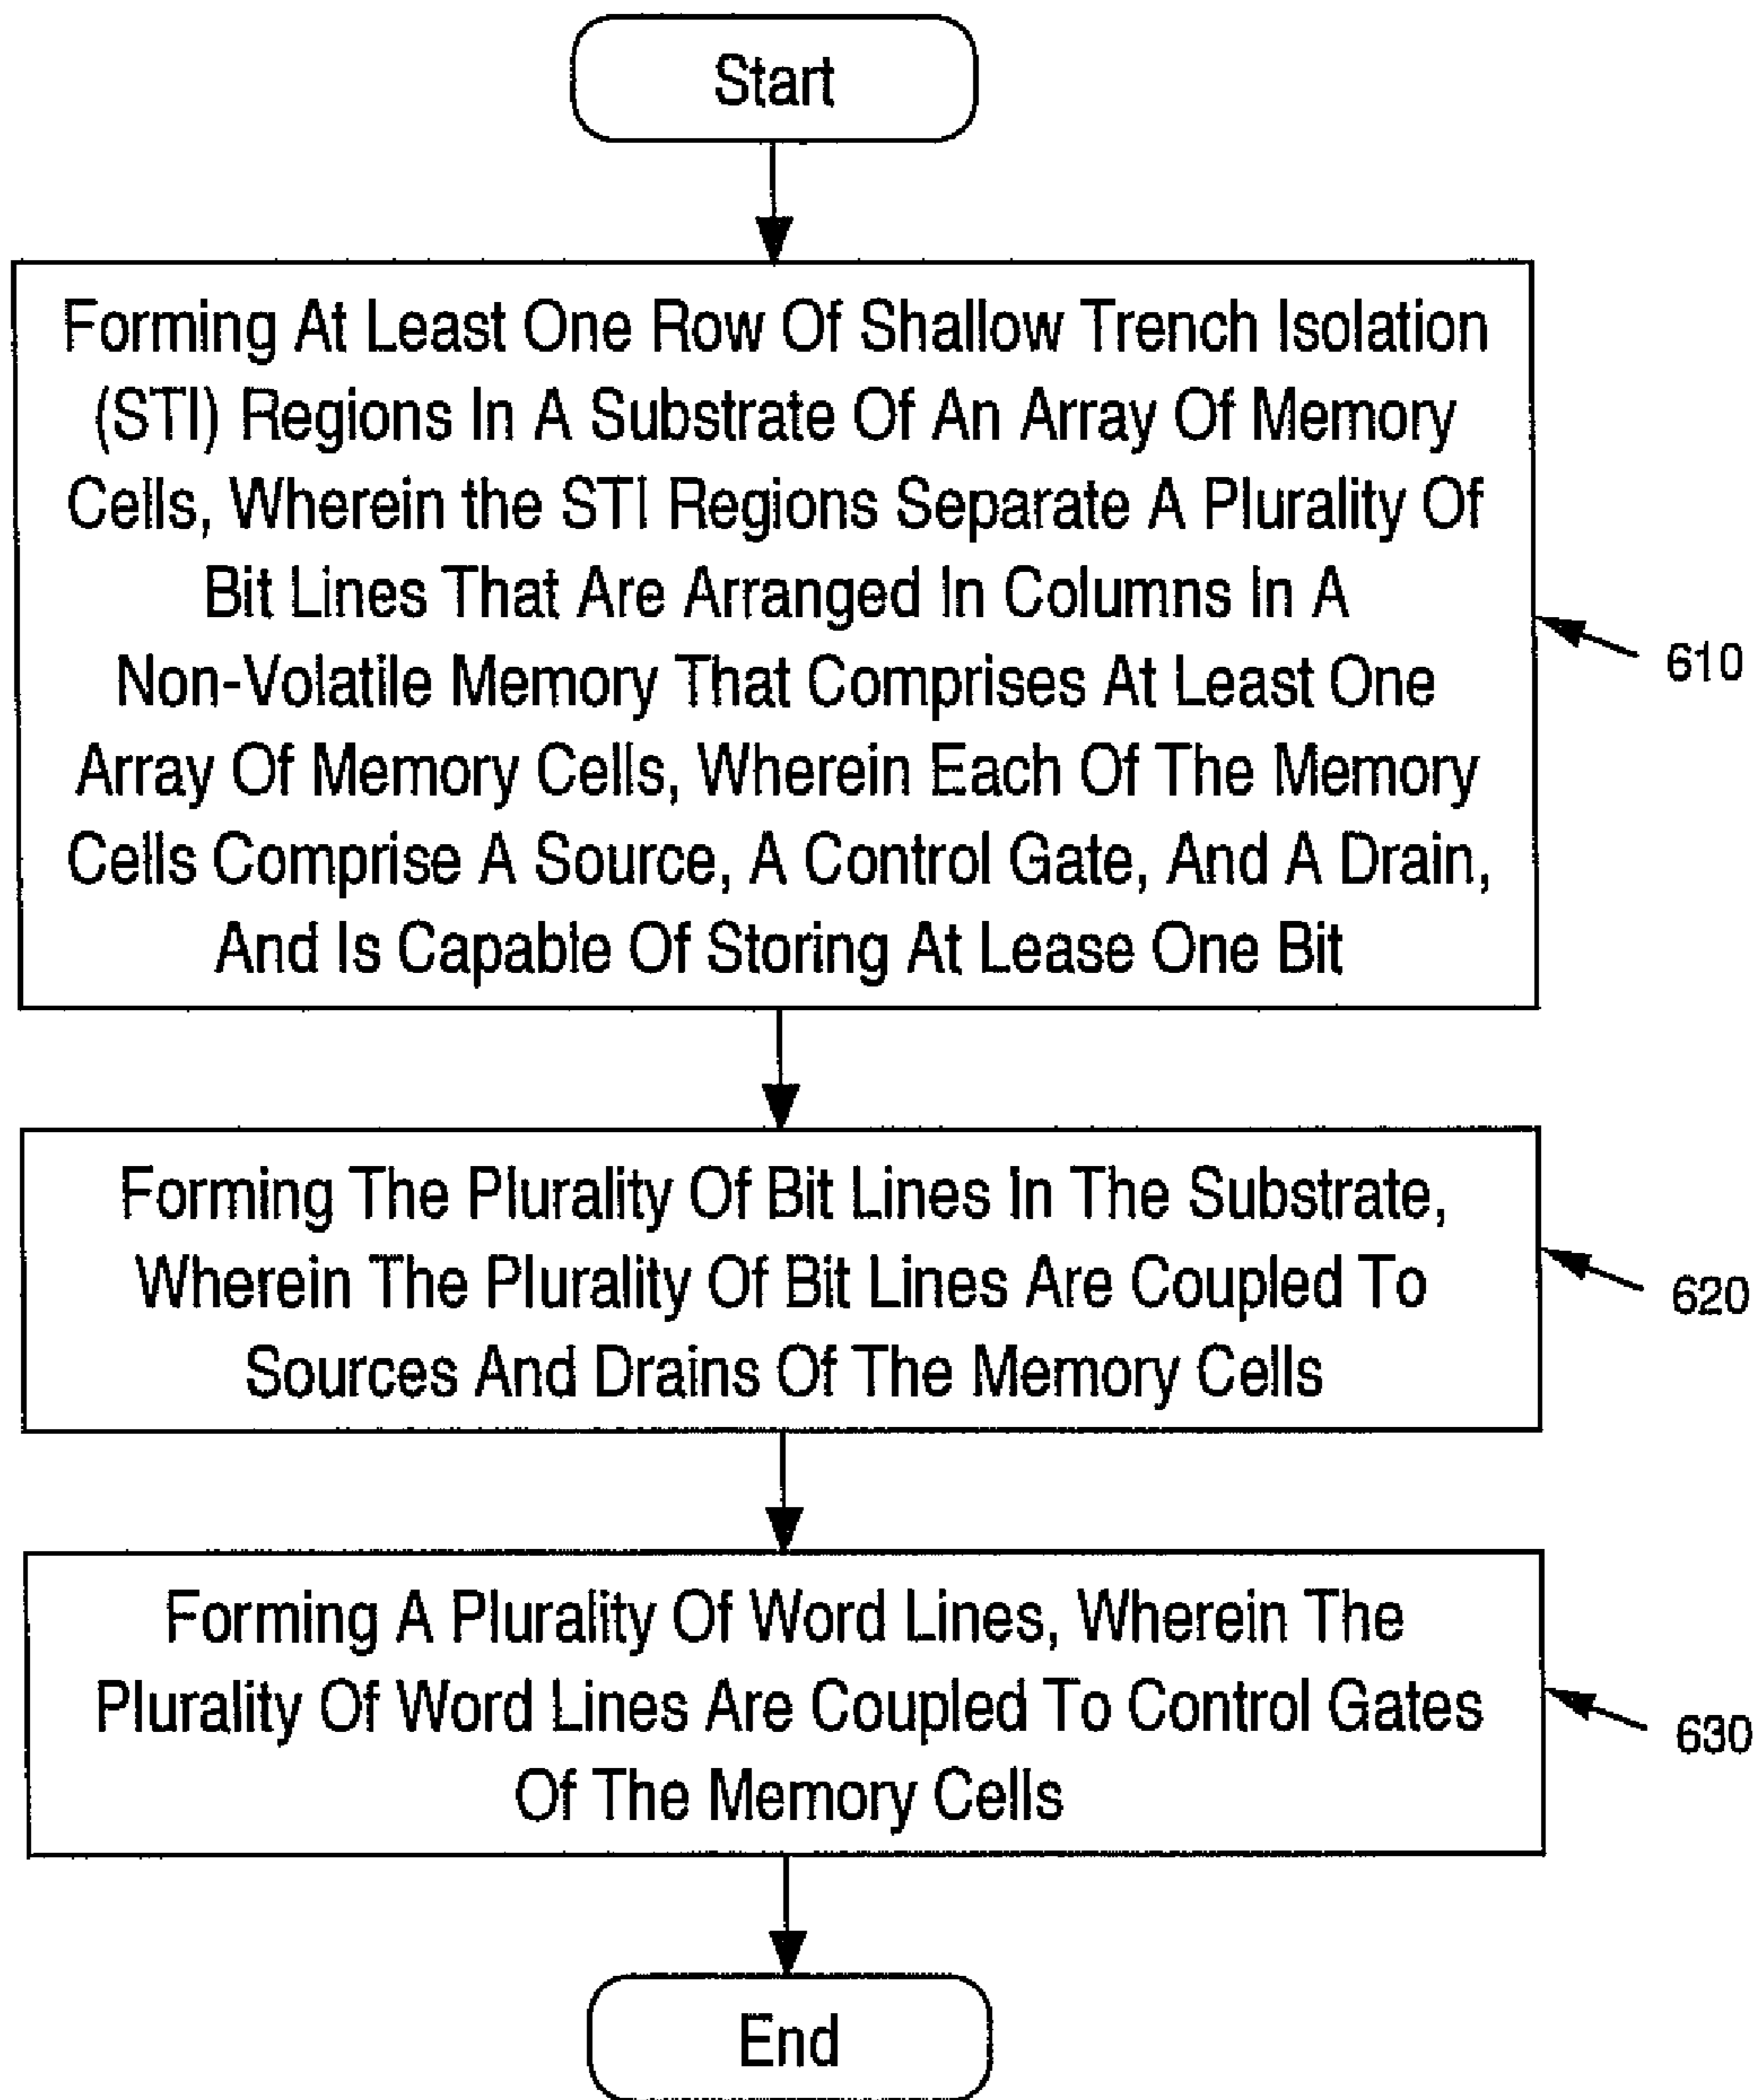 Start
Forming At Least One Row Of Shallow Trench Isolation
(STI) Regions In A Substrate Of An Array Of Memory
Cells, Wherein the STI Regions Separate A Plurality Of
Bit Lines That Are Arranged In Columns In A
Non-Volatile Memory That Comprises At Least One
Array Of Memory Cells, Wherein Each Of The Memory
Cells Comprise A Source, A Control Gate, And A Drain,
And Is Capable Of Storing At Lease One Bit
610
Forming The Plurality Of Bit Lines In The Substrate,
Wherein The Plurality Of Bit Lines Are Coupled To
Sources And Drains Of The Memory Cells
620
Forming A Plurality Of Word Lines, Wherein The
Plurality Of Word Lines Are Coupled To Control Gates
Of The Memory Cells
630
End